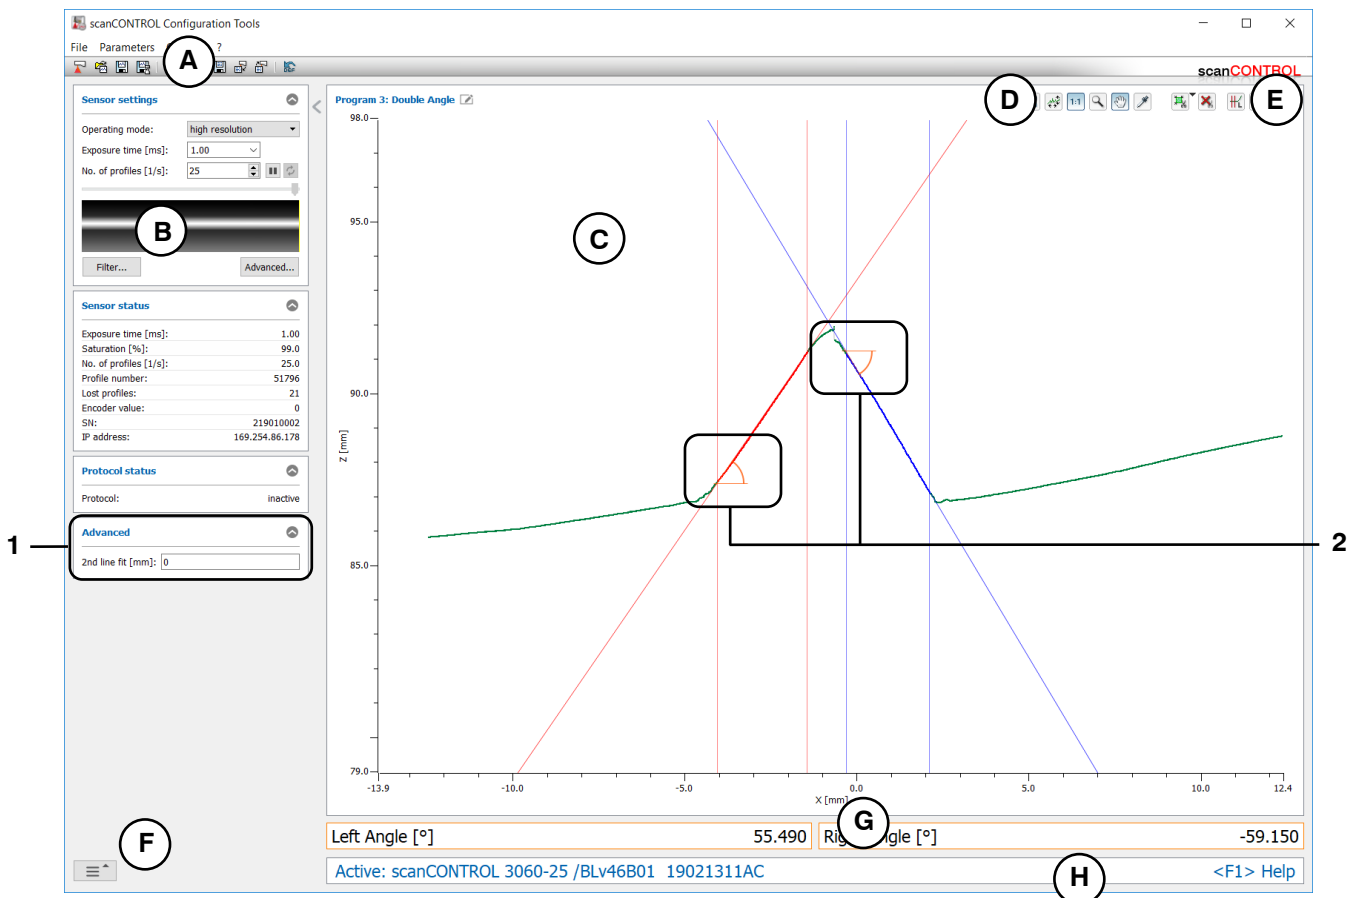 scanCONTROL Configuration Tools
File Parameters ?
A
scanCONTROL
Sensor settings
Operating mode: high resolution
Exposure time [ms]: 1.00
No. of profiles [1/s]: 25
B
Filter... Advanced...
Sensor status
Exposure time [ms]: 1.00
Saturation [%]: 99.0
No. of profiles [1/s]: 25.0
Profile number: 51796
Lost profiles: 21
Encoder value: 0
SN: 219010002
IP address: 169.254.86.178
Protocol status
Protocol: inactive
1
Advanced
2nd line fit [mm]: 0
F
Program 3: Double Angle
D
1:1
E
98.0
95.0
90.0
85.0
79.0
Z [mm]
C
2
-13.9 -10.0 -5.0 0.0 5.0 10.0 12.4
X [mm]
G
Left Angle [°] 55.490
-59.150
Active: scanCONTROL 3060-25 /BLv46B01 19021311AC
H
<F1> Help